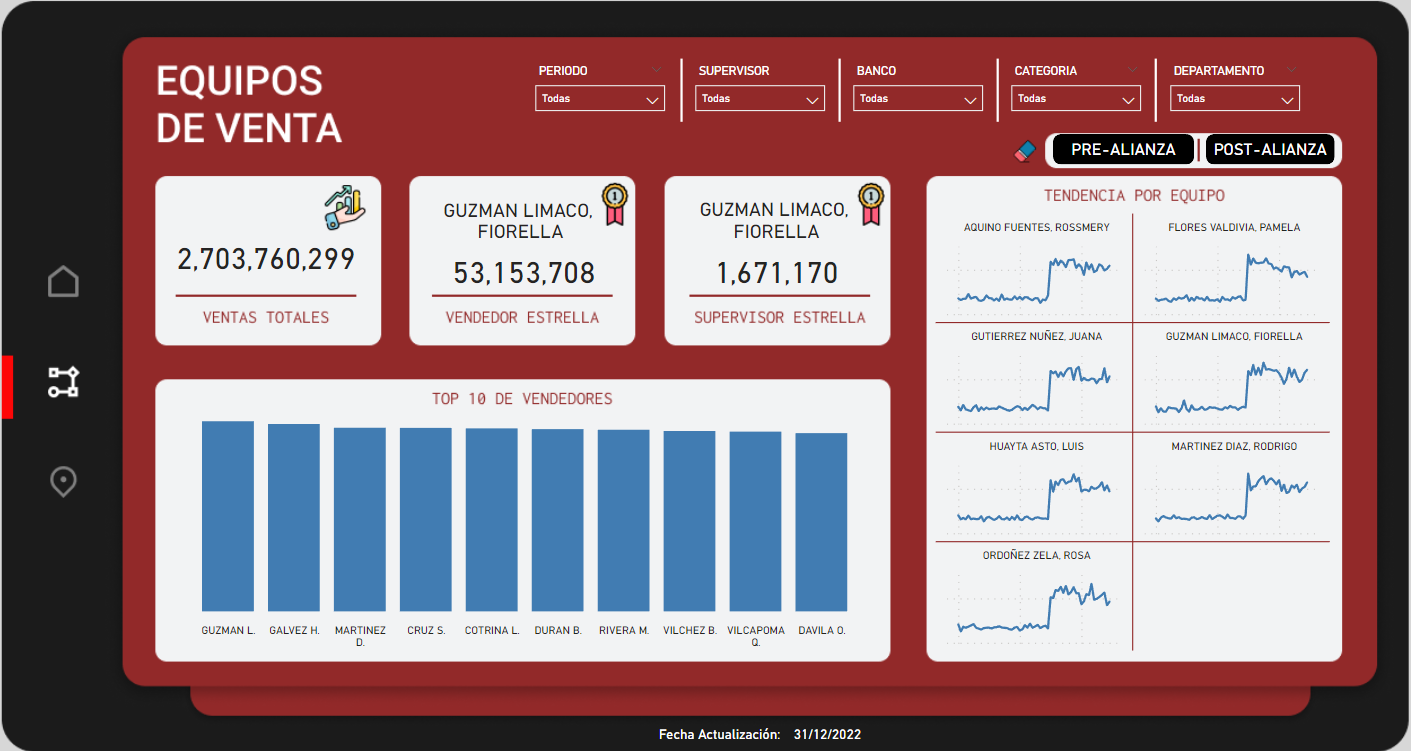 EQUIPOS
DE VENTA
PERIODO
Todas
SUPERVISOR
Todas
BANCO
Todas
CATEGORIA
Todas
DEPARTAMENTO
Todas
PRE-ALIANZA
POST-ALIANZA
2,703,760,299
VENTAS TOTALES
1
GUZMAN LIMACO,
FIORELLA
53,153,708
VENDEDOR ESTRELLA
1
GUZMAN LIMACO,
FIORELLA
1,671,170
SUPERVISOR ESTRELLA
TOP 10 DE VENDEDORES
GUZMAN L.
GALVEZ H.
MARTINEZ
D.
CRUZ S.
COTRINA L.
DURAN B.
RIVERA M.
VILCHEZ B.
VILCAPOMA
Q.
DAVILA O.
TENDENCIA POR EQUIPO
AQUINO FUENTES, ROSSMERY
FLORES VALDIVIA, PAMELA
GUTIERREZ NUÑEZ, JUANA
GUZMAN LIMACO, FIORELLA
HUAYTA ASTO, LUIS
MARTINEZ DIAZ, RODRIGO
ORDOÑEZ ZELA, ROSA
Fecha Actualización: 31/12/2022